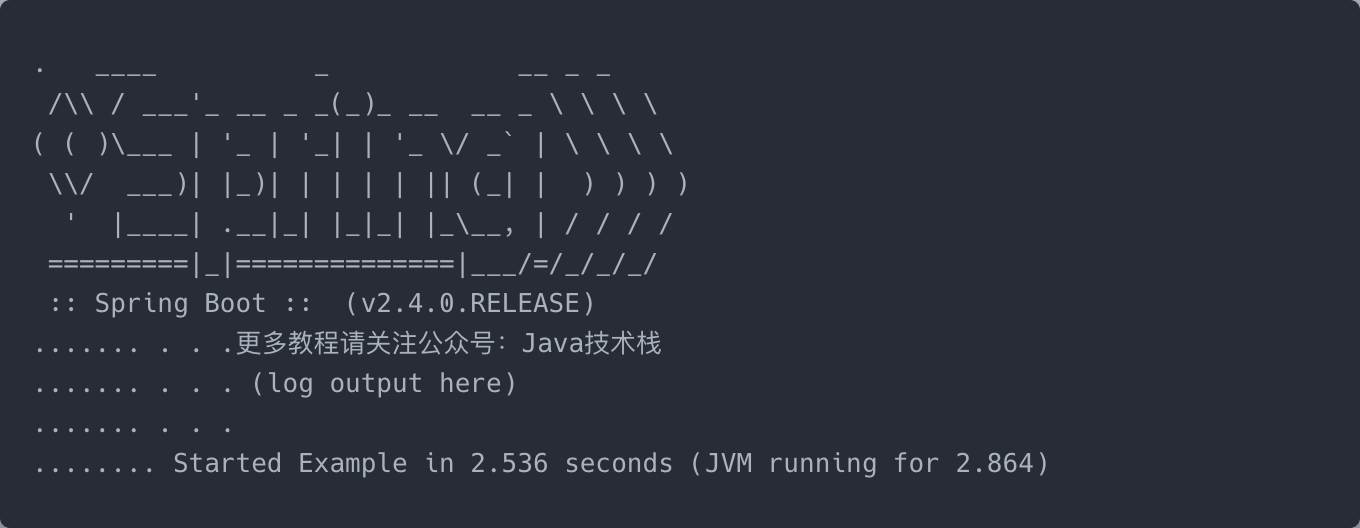 .   ____          _            __ _ _
 /\\ / ___'_ __ _ _(_)_ __  __ _ \ \ \ \
( ( )\___ | '_ | '_| | '_ \/ _` | \ \ \ \
 \\/  ___)| |_)| | | | | || (_| |  ) ) ) )
  '  |____| .__|_| |_|_| |_\__, | / / / /
 =========|_|==============|___/=/_/_/_/
 :: Spring Boot ::  (v2.4.0.RELEASE)
....... . . .更多教程请关注公众号：Java技术栈
....... . . . (log output here)
....... . . .
........ Started Example in 2.536 seconds (JVM running for 2.864)